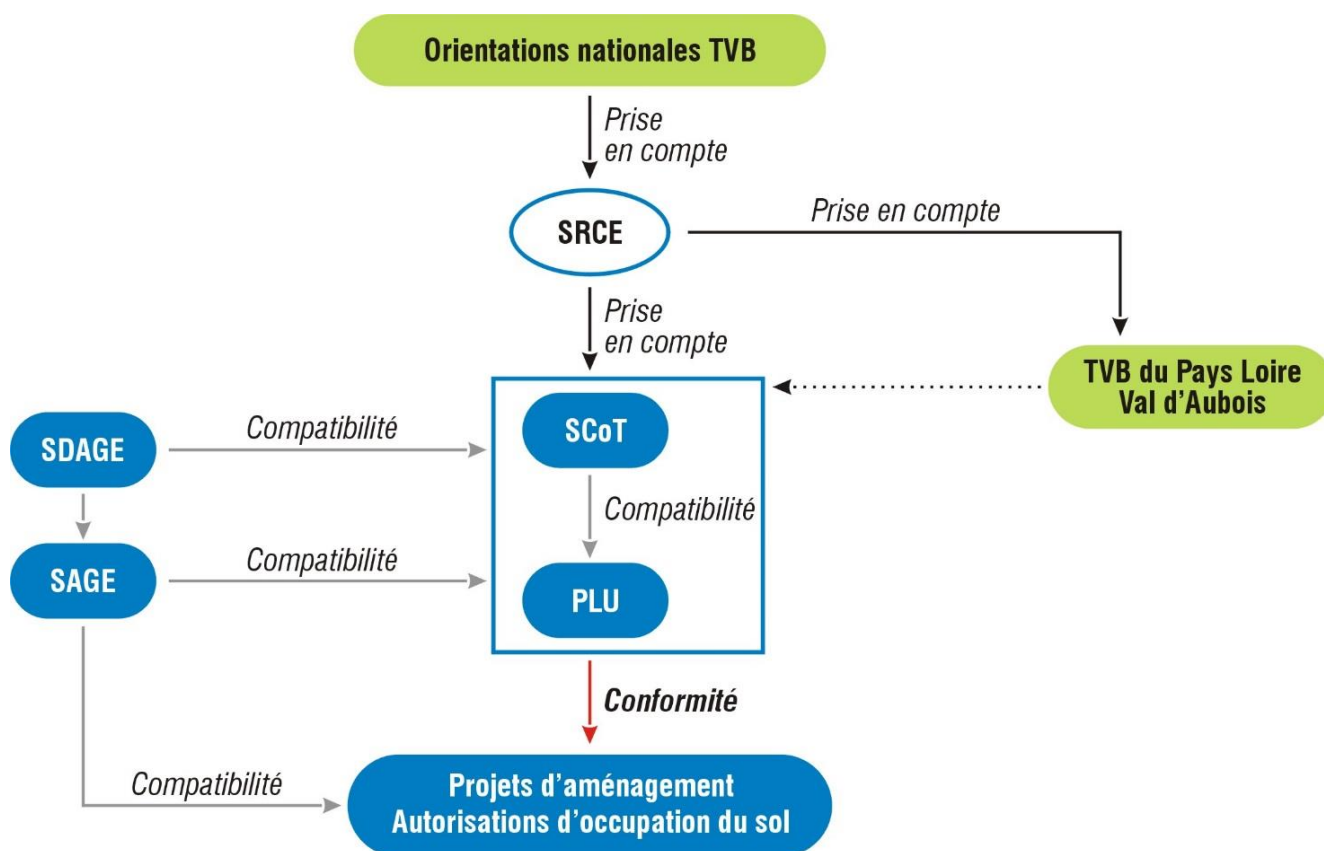 Orientations nationales TVB
Prise
en compte
SRCE
Prise en compte
Prise
en compte
TVB du Pays Loire
Val d'Aubois
SCoT
Compatibilité
SDAGE
Compatibilité
SAGE
Compatibilité
PLU
Conformité
Compatibilité
Projets d'aménagement
Autorisations d'occupation du sol